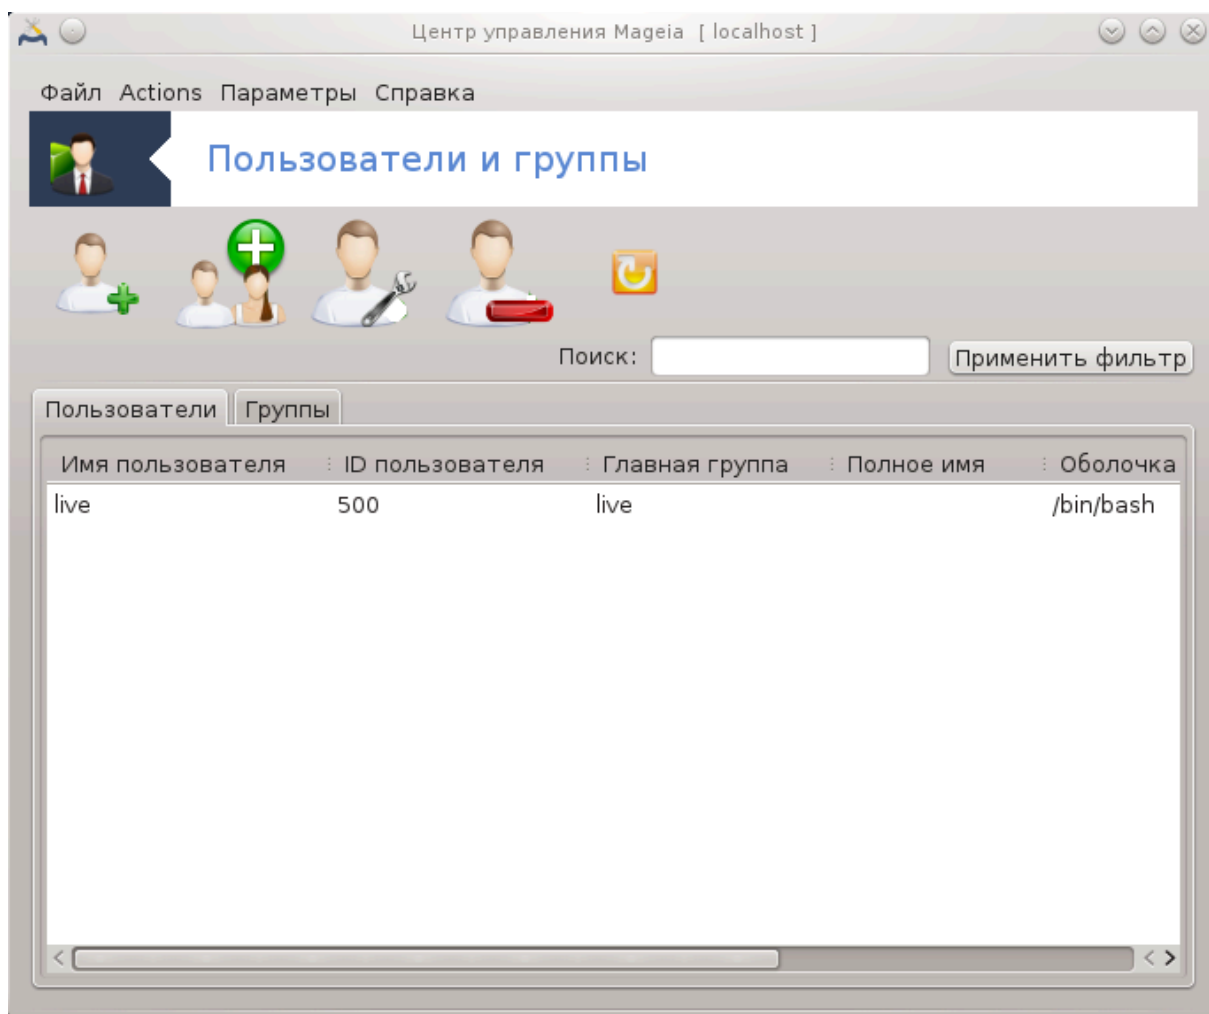 Центр управления Mageia [ localhost ]
Файл Actions Параметры Справка
Пользователи и группы
Поиск: Применить фильтр
Пользователи Группы
Имя пользователя ID пользователя Главная группа Полное имя Оболочка
live 500 live /bin/bash